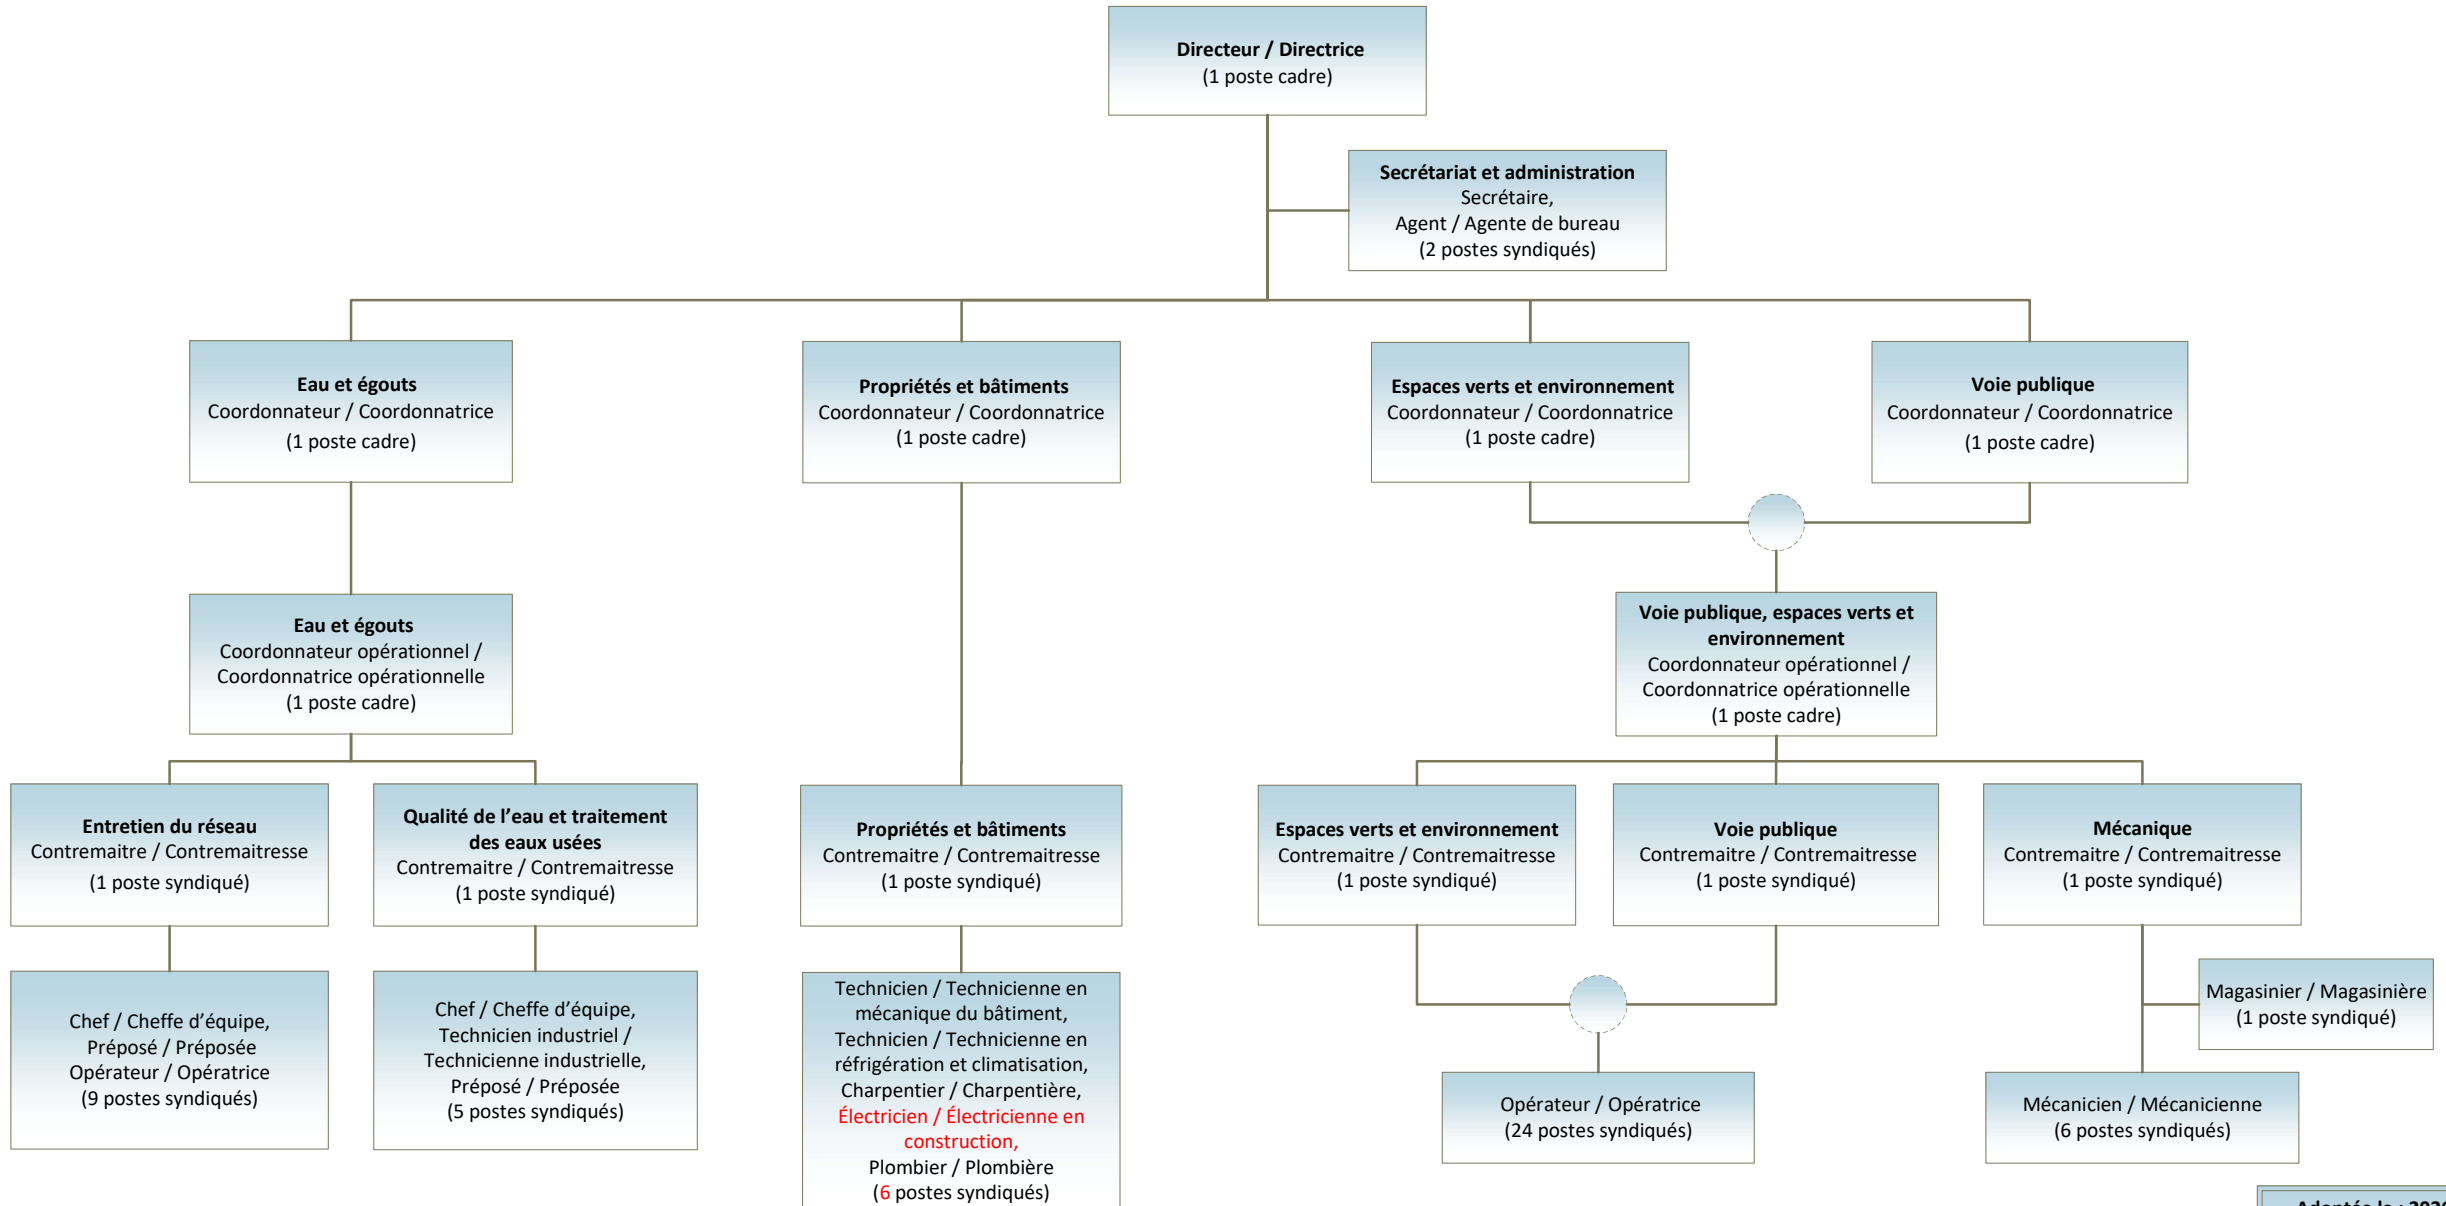 Directeur / Directrice
(1 poste cadre)
Secrétariat et administration
Secrétaire,
Agent / Agente de bureau
(2 postes syndiqués)
Eau et égouts
Coordonnateur / Coordonnatrice
(1 poste cadre)
Propriétés et bâtiments
Coordonnateur / Coordonnatrice
(1 poste cadre)
Espaces verts et environnement
Coordonnateur / Coordonnatrice
(1 poste cadre)
Voie publique
Coordonnateur / Coordonnatrice
(1 poste cadre)
Eau et égouts
Coordonnateur opérationnel /
Coordonnatrice opérationnelle
(1 poste cadre)
Voie publique, espaces verts et
environnement
Coordonnateur opérationnel /
Coordonnatrice opérationnelle
(1 poste cadre)
Entretien du réseau
Contremaitre / Contremaitresse
(1 poste syndiqué)
Qualité de l’eau et traitement
des eaux usées
Contremaitre / Contremaitresse
(1 poste syndiqué)
Propriétés et bâtiments
Contremaitre / Contremaitresse
(1 poste syndiqué)
Espaces verts et environnement
Contremaitre / Contremaitresse
(1 poste syndiqué)
Voie publique
Contremaitre / Contremaitresse
(1 poste syndiqué)
Mécanique
Contremaitre / Contremaitresse
(1 poste syndiqué)
Chef / Cheffe d’équipe,
Préposé / Préposée
Opérateur / Opératrice
(9 postes syndiqués)
Chef / Cheffe d’équipe,
Technicien industriel /
Technicienne industrielle,
Préposé / Préposée
(5 postes syndiqués)
Technicien / Technicienne en
mécanique du bâtiment,
Technicien / Technicienne en
réfrigération et climatisation,
Charpentier / Charpentière,
Électricien / Électricienne en
construction,
Plombier / Plombière
(6 postes syndiqués)
Magasinier / Magasinière
(1 poste syndiqué)
Opérateur / Opératrice
(24 postes syndiqués)
Mécanicien / Mécanicienne
(6 postes syndiqués)